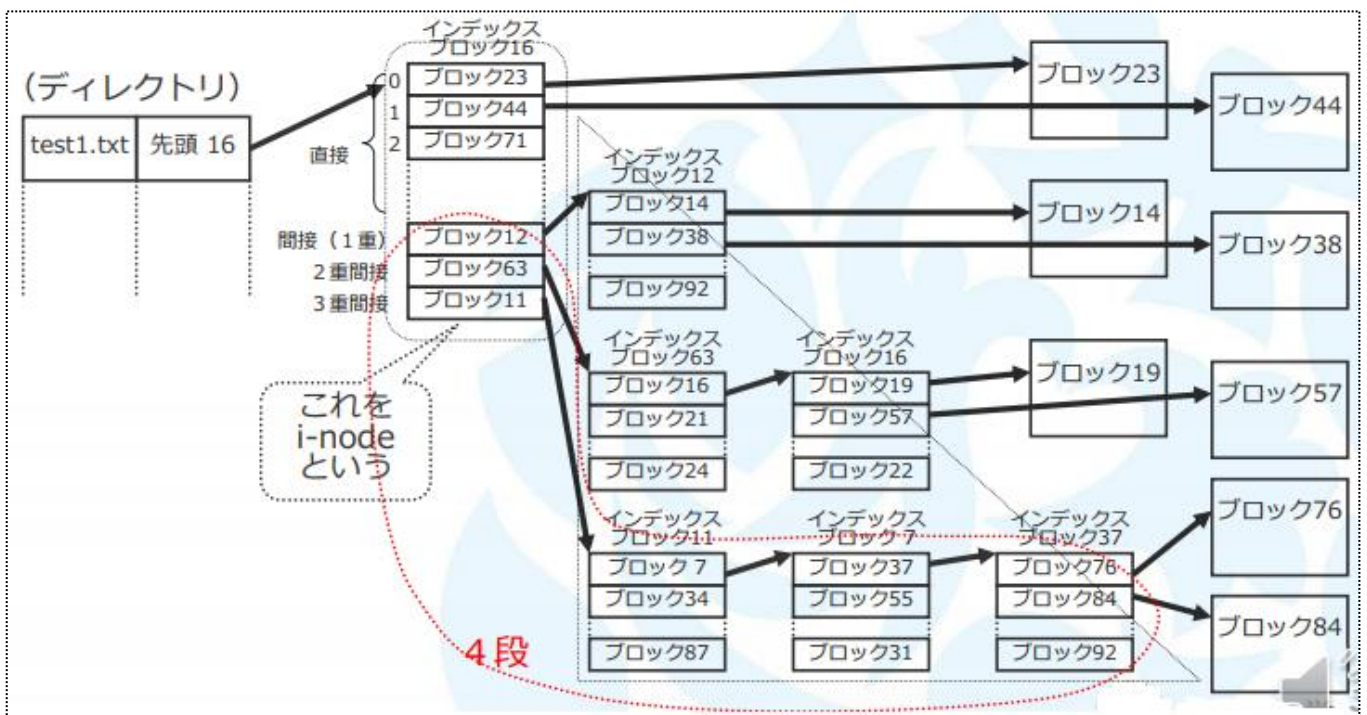 （ディレクトリ）
test1.txt
先頭 16
インデックス
ブロック16
直接
0
ブロック23
1
ブロック44
2
ブロック71
間接（１重）
ブロック12
２重間接
ブロック63
３重間接
ブロック11
これを
i-node
という
インデックス
ブロック12
ブロック14
ブロック38
ブロック92
インデックス
ブロック63
ブロック16
ブロック21
ブロック24
インデックス
ブロック16
ブロック19
ブロック57
ブロック22
インデックス
ブロック11
ブロック 7
ブロック34
ブロック87
インデックス
ブロック 7
ブロック37
ブロック55
ブロック31
インデックス
ブロック37
ブロック76
ブロック84
ブロック92
４段
ブロック23
ブロック44
ブロック14
ブロック38
ブロック19
ブロック57
ブロック76
ブロック84